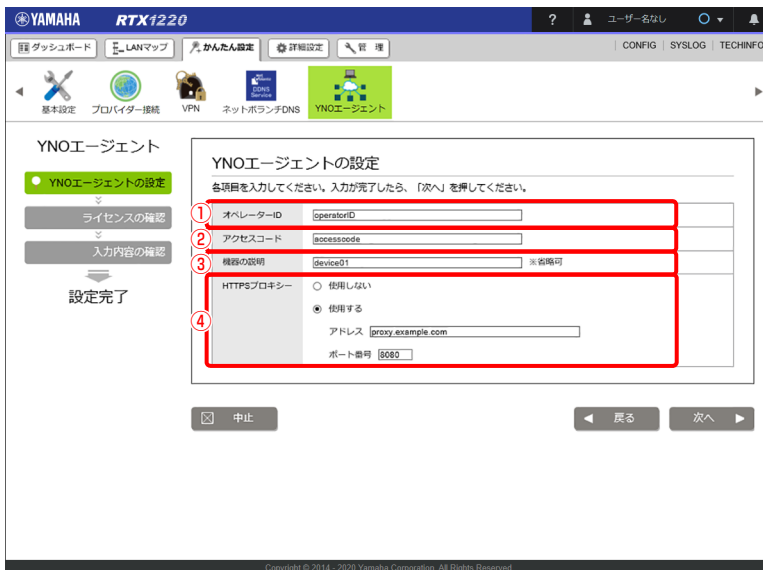 YAMAHA RTX1220 ? ユーザー名なし
ダッシュボード LANマップ かんたん設定 詳細設定 管 理 CONFIG SYSLOG TECHINFO
DDNS Service
基本設定 プロバイダー接続 VPN ネットボランチDNS YNOエージェント
YNOエージェント
YNOエージェントの設定
ライセンスの確認
入力内容の確認
設定完了
YNOエージェントの設定
各項目を入力してください。入力が完了したら、「次へ」を押してください。
① オペレーターID operatorID
② アクセスコード accesscode
③ 機器の説明 device01 ※省略可
④ HTTPSプロキシー 使用しない
使用する
アドレス proxy.example.com
ポート番号 8080
中止 戻る 次へ
Copyright © 2014 - 2020 Yamaha Corporation. All Rights Reserved.